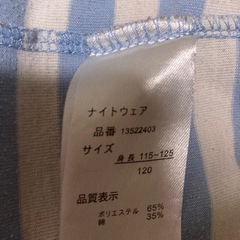 ナイトウェア
品番 13522403
サイズ
身長 115~125
120
品質表示
ポリエステル 65%
綿 35%